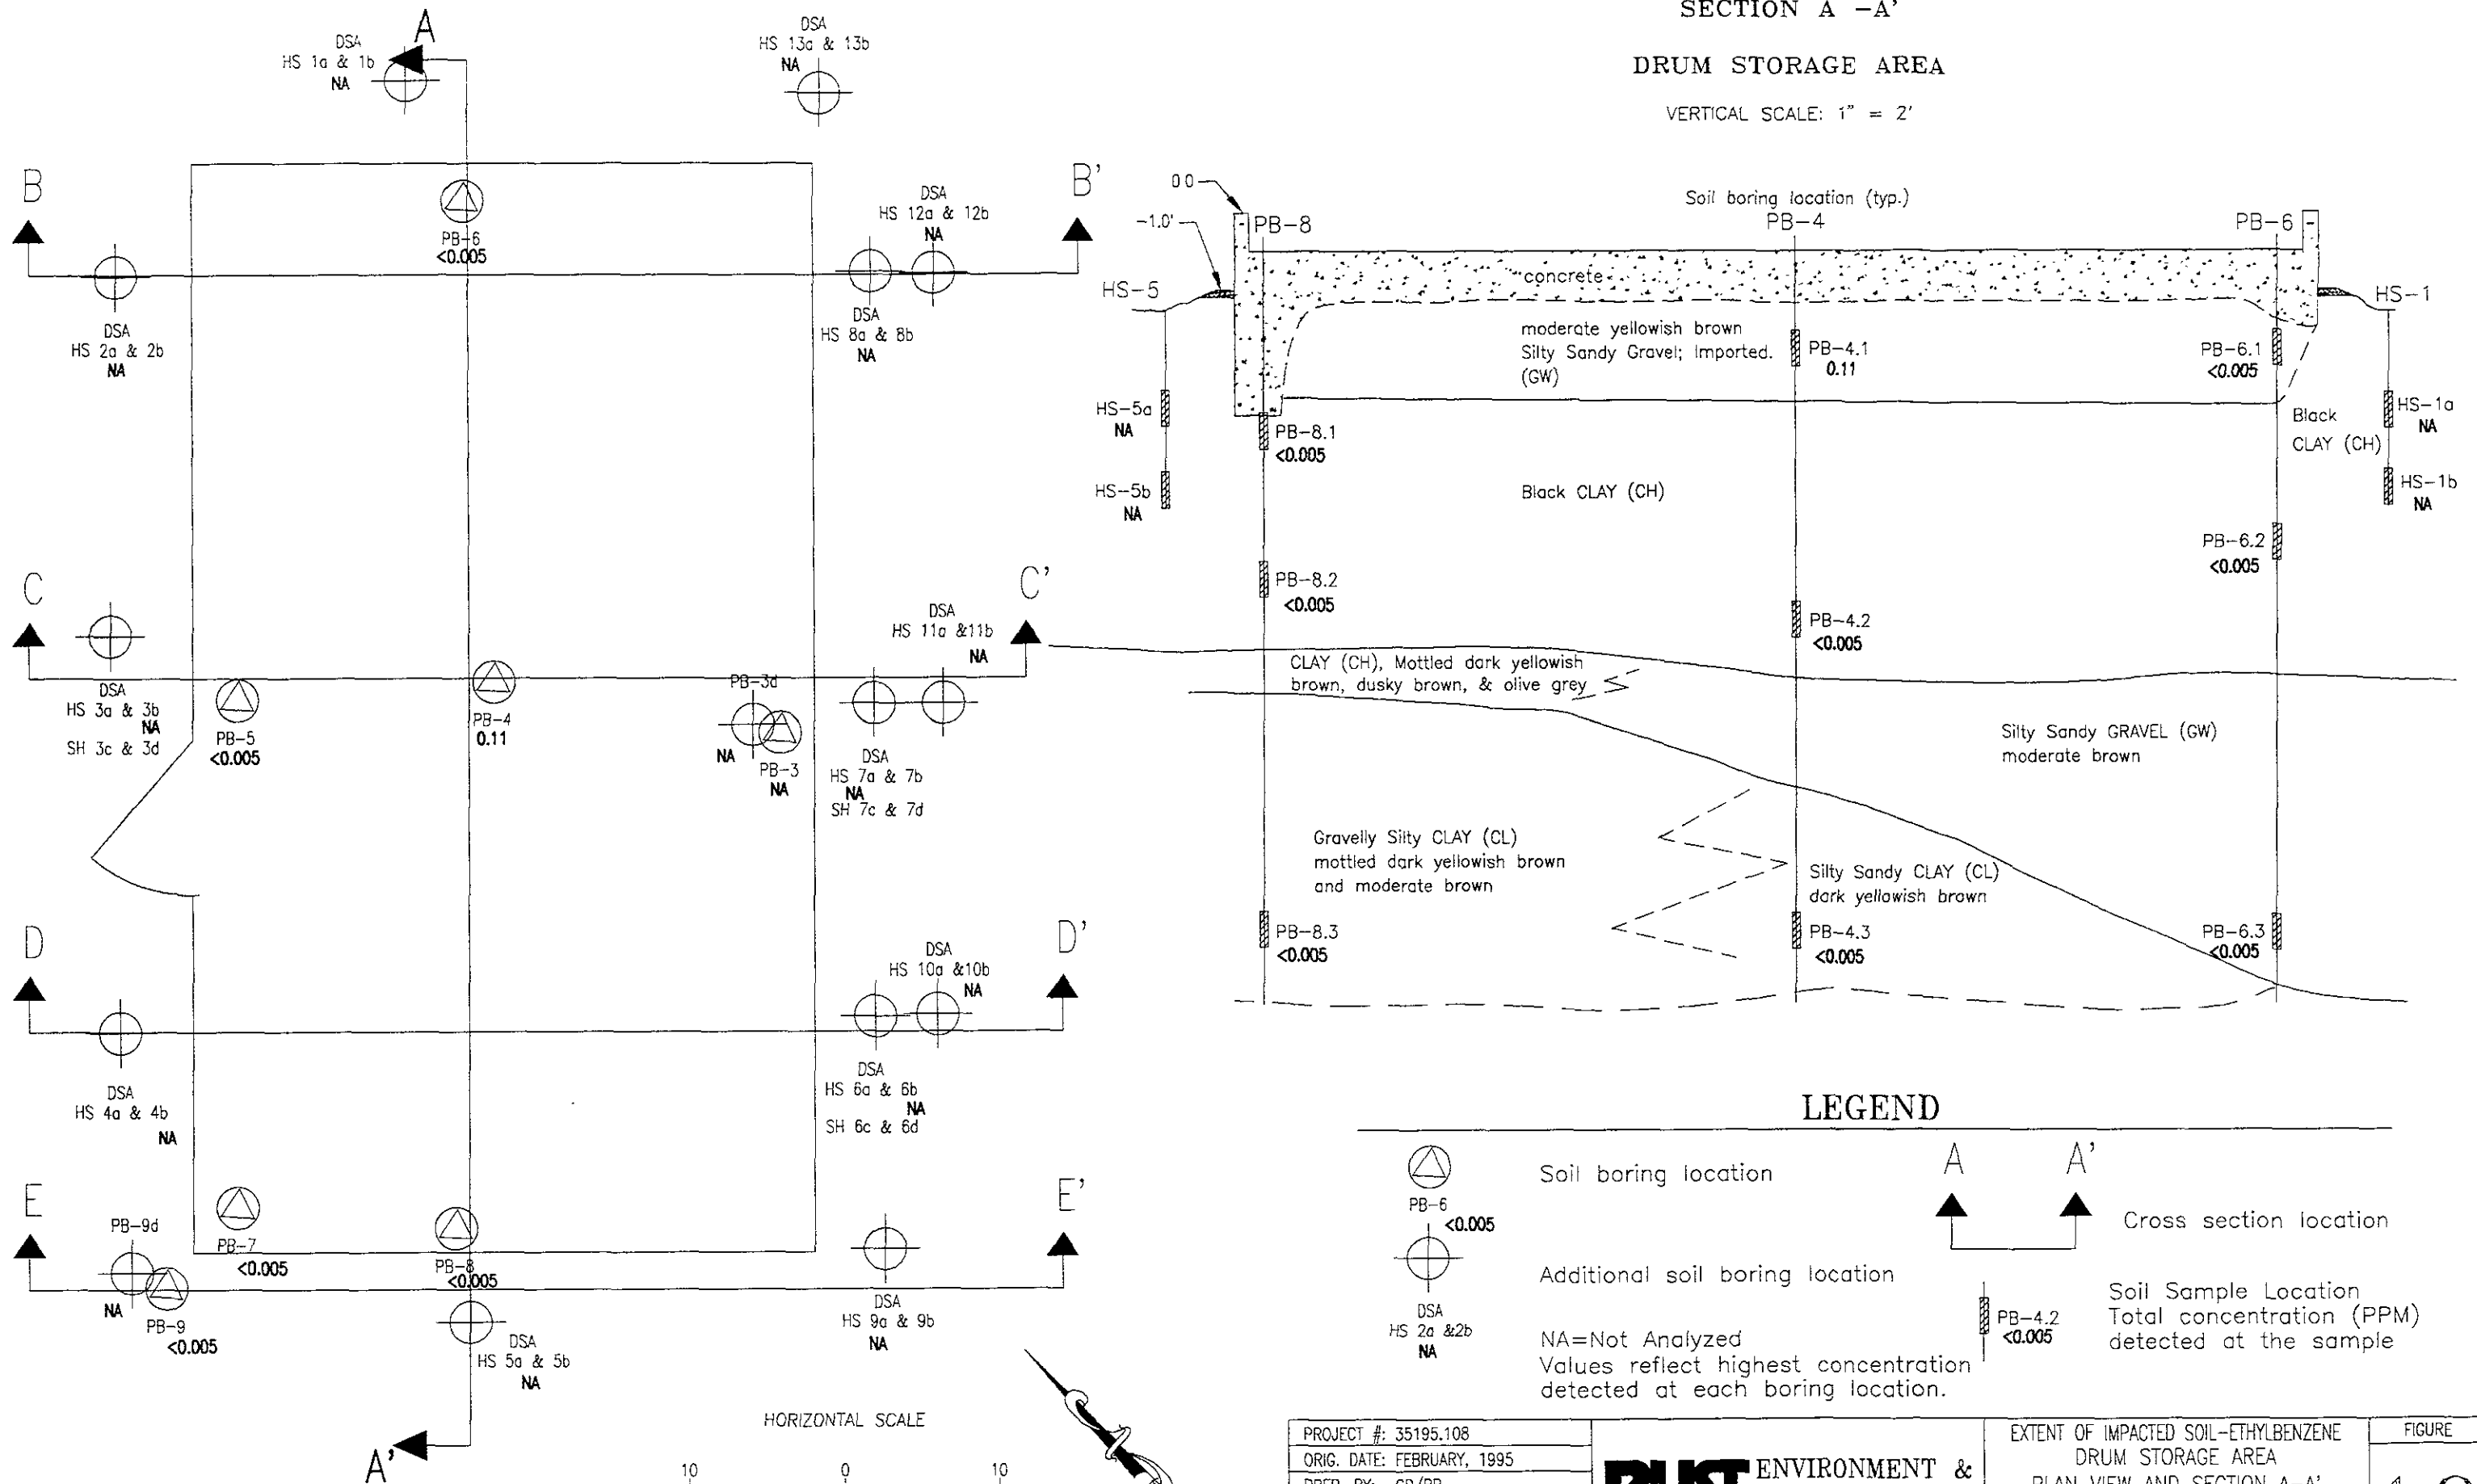 A
DSA
HS 1a & 1b
NA
DSA
HS 13a & 13b
NA
B
B'
PB-6
<0.005
DSA
HS 12a & 12b
NA
DSA
HS 2a & 2b
NA
DSA
HS 8a & 8b
NA
C
C'
DSA
HS 11a &11b
NA
DSA
HS 3a & 3b
NA
SH 3c & 3d
PB-5
<0.005
PB-4
0.11
PB-3d
NA
PB-3
NA
DSA
HS 7a & 7b
NA
SH 7c & 7d
D
D'
DSA
HS 10a &10b
NA
DSA
HS 4a & 4b
NA
DSA
HS 6a & 6b
NA
SH 6c & 6d
E
E'
PB-9d
NA
PB-9
<0.005
PB-7
<0.005
PB-8
<0.005
DSA
HS 5a & 5b
NA
DSA
HS 9a & 9b
NA
A'
HORIZONTAL SCALE
10
0
10
SECTION A -A'
DRUM STORAGE AREA
VERTICAL SCALE: 1" = 2'
Soil boring location (typ.)
0 0
-1.0'
PB-8
PB-4
PB-6
HS-5
HS-1
concrete
moderate yellowish brown
Silty Sandy Gravel; Imported.
(GW)
PB-4.1
0.11
PB-6.1
<0.005
HS-5a
NA
PB-8.1
<0.005
Black
CLAY (CH)
HS-1a
NA
HS-5b
NA
Black CLAY (CH)
HS-1b
NA
PB-6.2
<0.005
PB-8.2
<0.005
PB-4.2
<0.005
CLAY (CH), Mottled dark yellowish
brown, dusky brown, & olive grey
Silty Sandy GRAVEL (GW)
moderate brown
Gravelly Silty CLAY (CL)
mottled dark yellowish brown
and moderate brown
Silty Sandy CLAY (CL)
dark yellowish brown
PB-8.3
<0.005
PB-4.3
<0.005
PB-6.3
<0.005
LEGEND
PB-6
<0.005
Soil boring location
A
A'
Cross section location
DSA
HS 2a &2b
NA
Additional soil boring location
NA=Not Analyzed
Values reflect highest concentration
detected at each boring location.
PB-4.2
<0.005
Soil Sample Location
Total concentration (PPM)
detected at the sample
PROJECT #: 35195.108
ORIG. DATE: FEBRUARY, 1995
RUST ENVIRONMENT &
EXTENT OF IMPACTED SOIL-ETHYLBENZENE
DRUM STORAGE AREA
PLAN VIEW AND SECTION A-A'
FIGURE